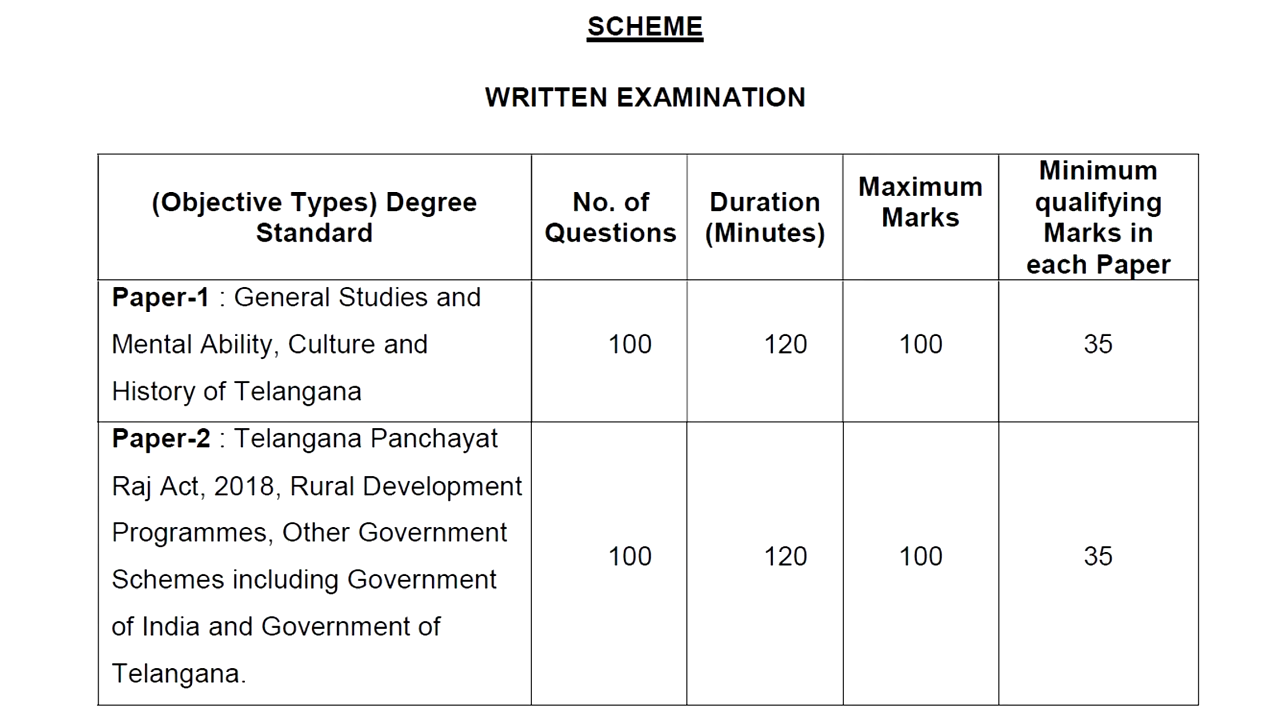 SCHEME
WRITTEN EXAMINATION
(Objective Types) Degree
Standard
No. of
Questions
Duration
(Minutes)
Maximum
Marks
Minimum
qualifying
Marks in
each Paper
Paper-1 : General Studies and
Mental Ability, Culture and
History of Telangana
100
120
100
35
Paper-2 : Telangana Panchayat
Raj Act, 2018, Rural Development
Programmes, Other Government
Schemes including Government
of India and Government of
Telangana.
100
120
100
35